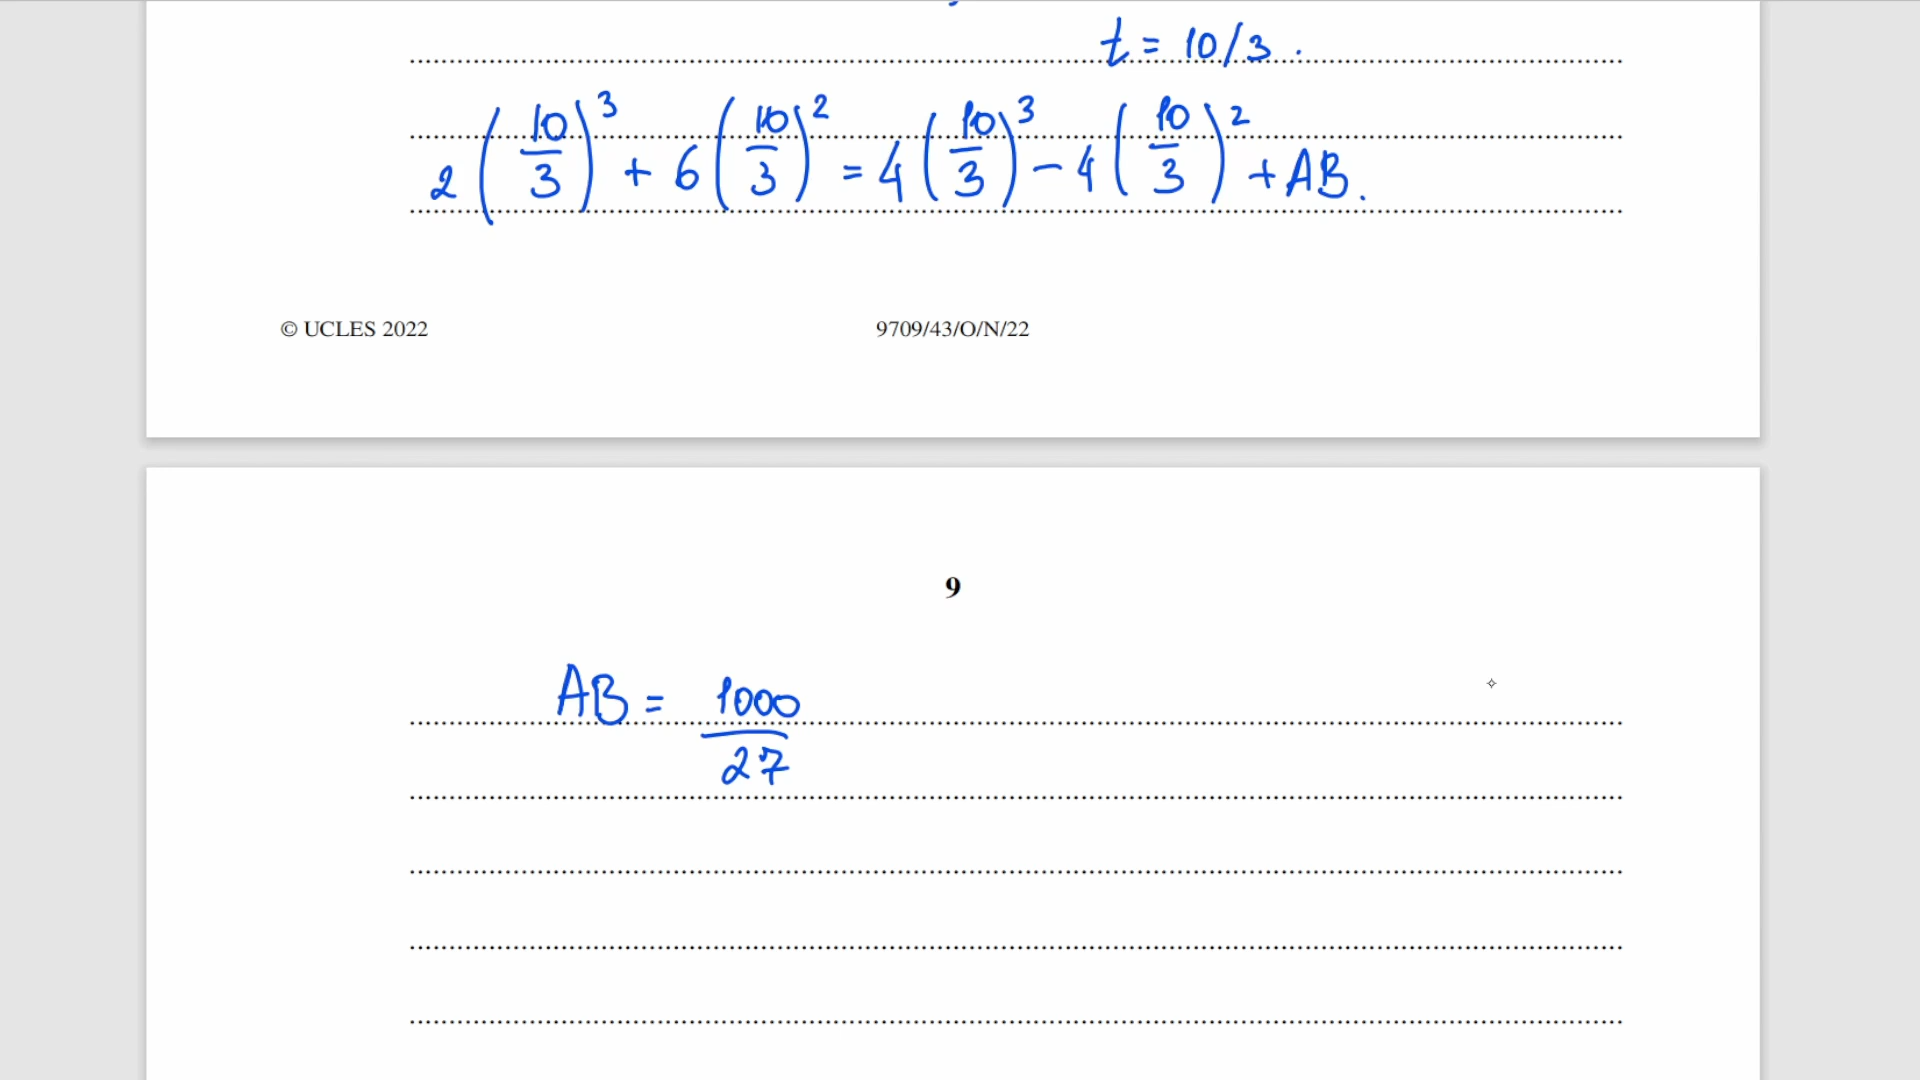 t = 10/3 .
2(10/3)^3 + 6(10/3)^2 = 4(10/3)^3 - 4(10/3)^2 + AB.
© UCLES 2022 9709/43/O/N/22
9
AB = 1000/27